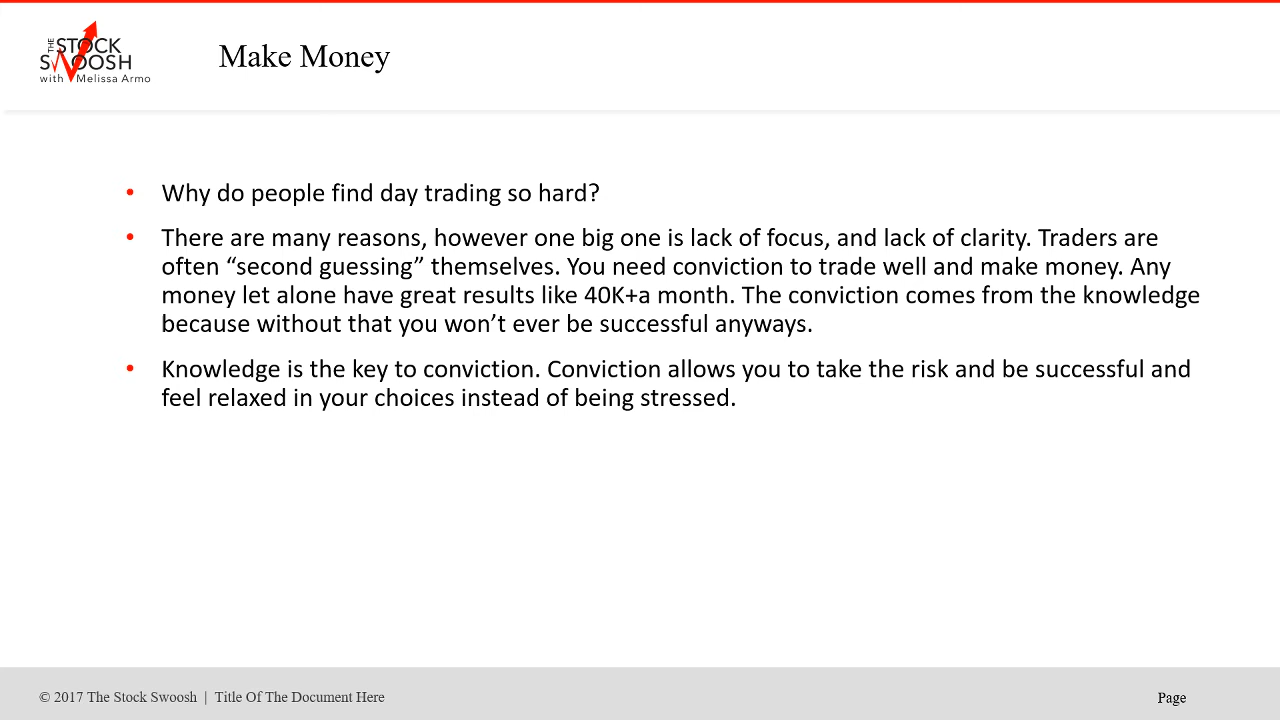 THE STOCK
SWOOSH
with Melissa Armo
Make Money
• Why do people find day trading so hard?
• There are many reasons, however one big one is lack of focus, and lack of clarity. Traders are
often “second guessing” themselves. You need conviction to trade well and make money. Any
money let alone have great results like 40K+a month. The conviction comes from the knowledge
because without that you won’t ever be successful anyways.
• Knowledge is the key to conviction. Conviction allows you to take the risk and be successful and
feel relaxed in your choices instead of being stressed.
© 2017 The Stock Swoosh | Title Of The Document Here
Page